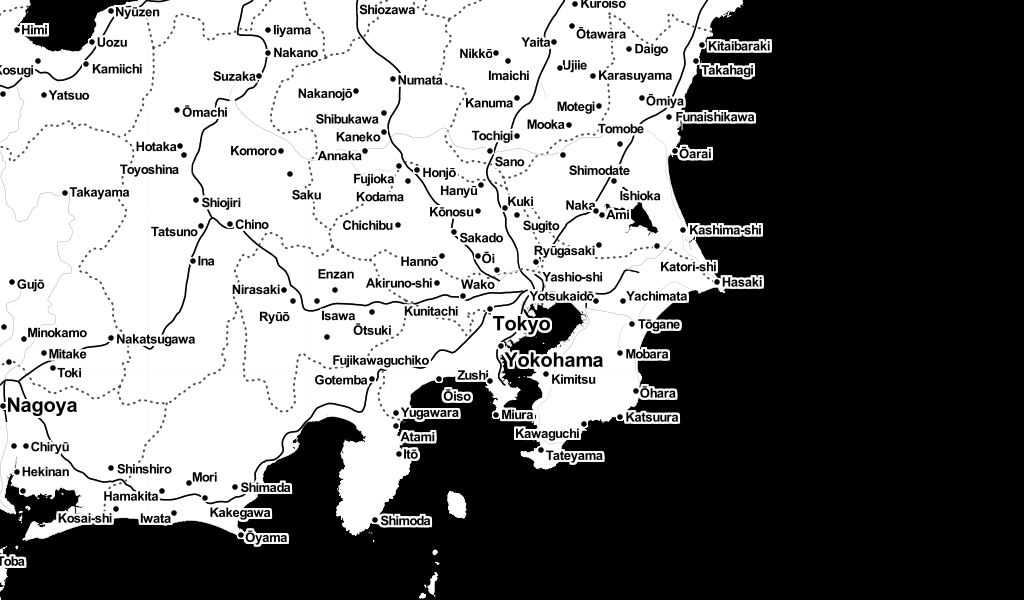 Nyūzen
Shiozawa
Kuroiso
Himi
Iiyama
Ōtawara
Uozu
Yaita
Kitaibaraki
Nakano
Nikkō
Daigo
Kosugi
Kamiichi
Imaichi
Ujiie
Takahagi
Suzaka
Numata
Karasuyama
Yatsuo
Nakanojō
Kanuma
Motegi
Ōmiya
Ōmachi
Shibukawa
Funaishikawa
Kaneko
Tochigi
Mooka
Tomobe
Hotaka
Komoro
Annaka
Sano
Ōarai
Toyoshina
Fujioka
Honjō
Shimodate
Takayama
Saku
Kodama
Hanyū
Ishioka
Shiojiri
Kōnosu
Kuki
Naka
Ami
Tatsuno
Chino
Chichibu
Sugito
Kashima-shi
Sakado
Ryūgasaki
Ina
Hannō
Ōi
Katori-shi
Enzan
Yashio-shi
Gujō
Nirasaki
Akiruno-shi
Wako
Hasaki
Yotsukaidō
Yachimata
Ryūō
Isawa
Kunitachi
Tokyo
Tōgane
Minokamo
Nakatsugawa
Ōtsuki
Mitake
Fujikawaguchiko
Yokohama
Mobara
Toki
Gotemba
Zushi
Kimitsu
Ōiso
Ōhara
Nagoya
Yugawara
Miura
Katsuura
Atami
Kawaguchi
Chiryū
Itō
Tateyama
Hekinan
Shinshiro
Mori
Shimada
Hamakita
Kosai-shi
Iwata
Kakegawa
Shimoda
Ōyama
Toba